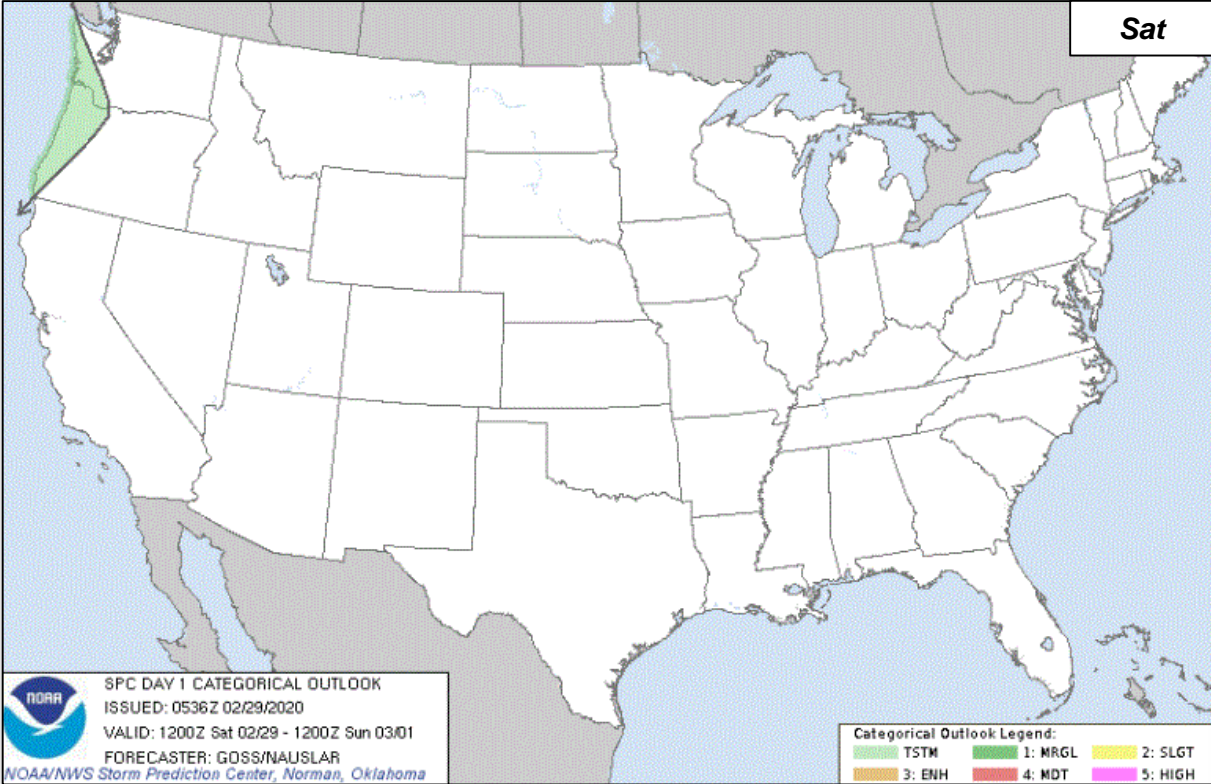 Sat
NOAA
SPC DAY 1 CATEGORICAL OUTLOOK
ISSUED: 0536Z 02/29/2020
VALID: 1200Z Sat 02/29 - 1200Z Sun 03/01
FORECASTER: GOSS/NAUSLAR
NOAA/NWS Storm Prediction Center, Norman, Oklahoma
Categorical Outlook Legend:
TSTM 1: MRGL 2: SLGT
3: ENH 4: MDT 5: HIGH